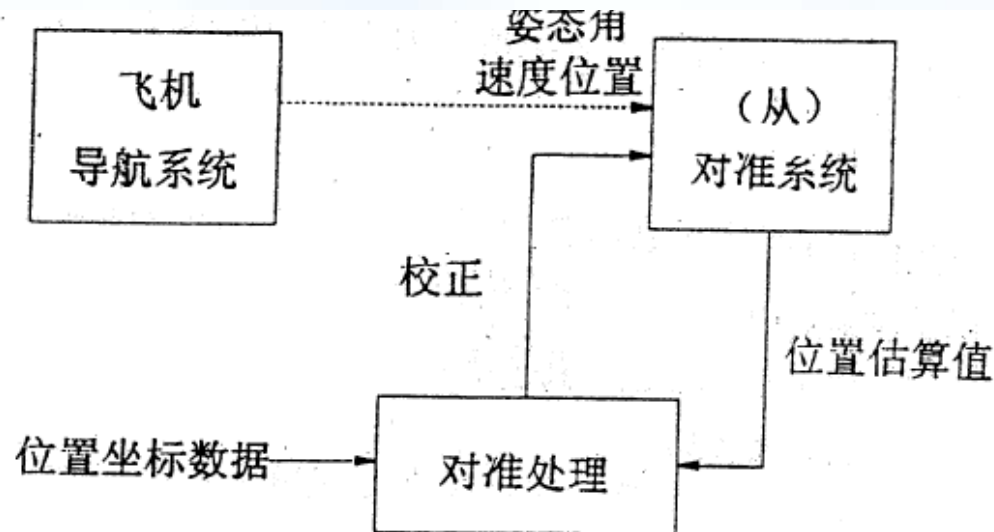 姿态角
速度位置
飞机
导航系统
（从）
对准系统
校正
位置估算值
位置坐标数据
对准处理